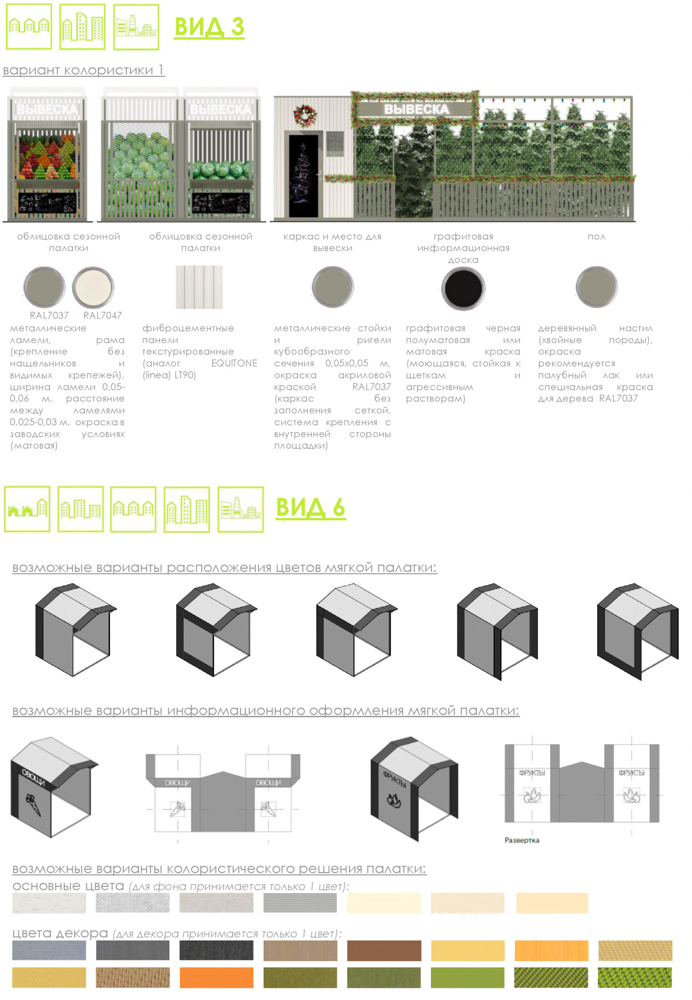 ВИД 3
вариант колористики 1
ВЫВЕСКА
ВЫВЕСКА
ВЫВЕСКА
облицовка сезонной
палатки
облицовка сезонной
палатки
каркас и место для
вывески
графитовая
информационная
доска
пол
RAL7037 RAL7047
металлические
ламели, рама
(крепление без
нащельников и
видимых крепежей),
ширина ламели 0,05-
0,06 м, расстояние
между ламелями
0,025-0,03 м, окраска в
заводских условиях
(матовая)
фиброцементные
панели
текстурированные
(аналог EQUITONE
(linea) LT90)
металлические стойки
и ригели
кубообразного
сечения 0,05х0,05 м,
окраска акриловой
краской RAL7037
(каркас без
заполнения сеткой,
система крепления с
внутренней стороны
площадки)
графитовая черная
полуматовая или
матовая краска
(моющаяся, стойкая к
щеткам и
агрессивным
растворам)
деревянный настил
(хвойные породы),
окраска
рекомендуется
палубный лак или
специальная краска
для дерева RAL7037
ВИД 6
возможные варианты расположения цветов мягкой палатки:
возможные варианты информационного оформления мягкой палатки:
ОВОЩИ
ОВОЩИ
ОВОЩИ
ФРУКТЫ
ФРУКТЫ
ФРУКТЫ
Развертка
возможные варианты колористического решения палатки:
основные цвета (для фона принимается только 1 цвет):
цвета декора (для декора принимается только 1 цвет):